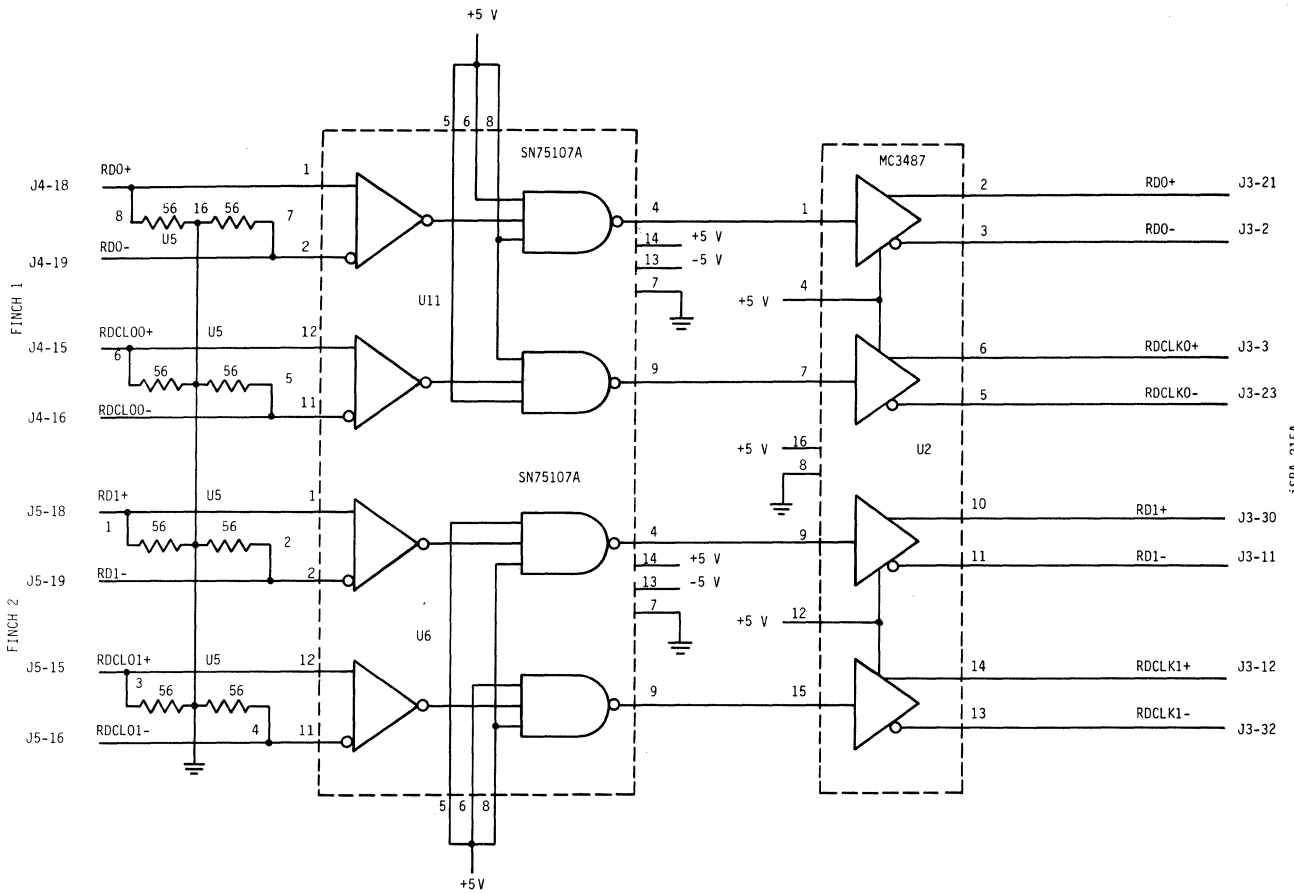 +5 V
5 6 8
SN75107A
MC3487
J4-18 RD0+ 1
8 56 16 56 7
U5
J4-19 RD0- 2
4
14 +5 V
13 -5 V
7
1
2 RD0+ J3-21
3 RD0- J3-2
FINCH 1
U11
4
+5 V
J4-15 RDCL00+ U5 12
6 56 56 5
J4-16 RDCL00- 11
9
7
6 RDCLK0+ J3-3
5 RDCLK0- J3-23
+5 V 16
8
U2
SN75107A
J5-18 RD1+ U5 1
1 56 56 2
J5-19 RD1- 2
4
14 +5 V
13 -5 V
7
9
10 RD1+ J3-30
11 RD1- J3-11
FINCH 2
U6
+5 V 12
J5-15 RDCL01+ U5 12
3 56 56
J5-16 RDCL01- 4 11
9
15
14 RDCLK1+ J3-12
13 RDCLK1- J3-32
5 6 8
+5V